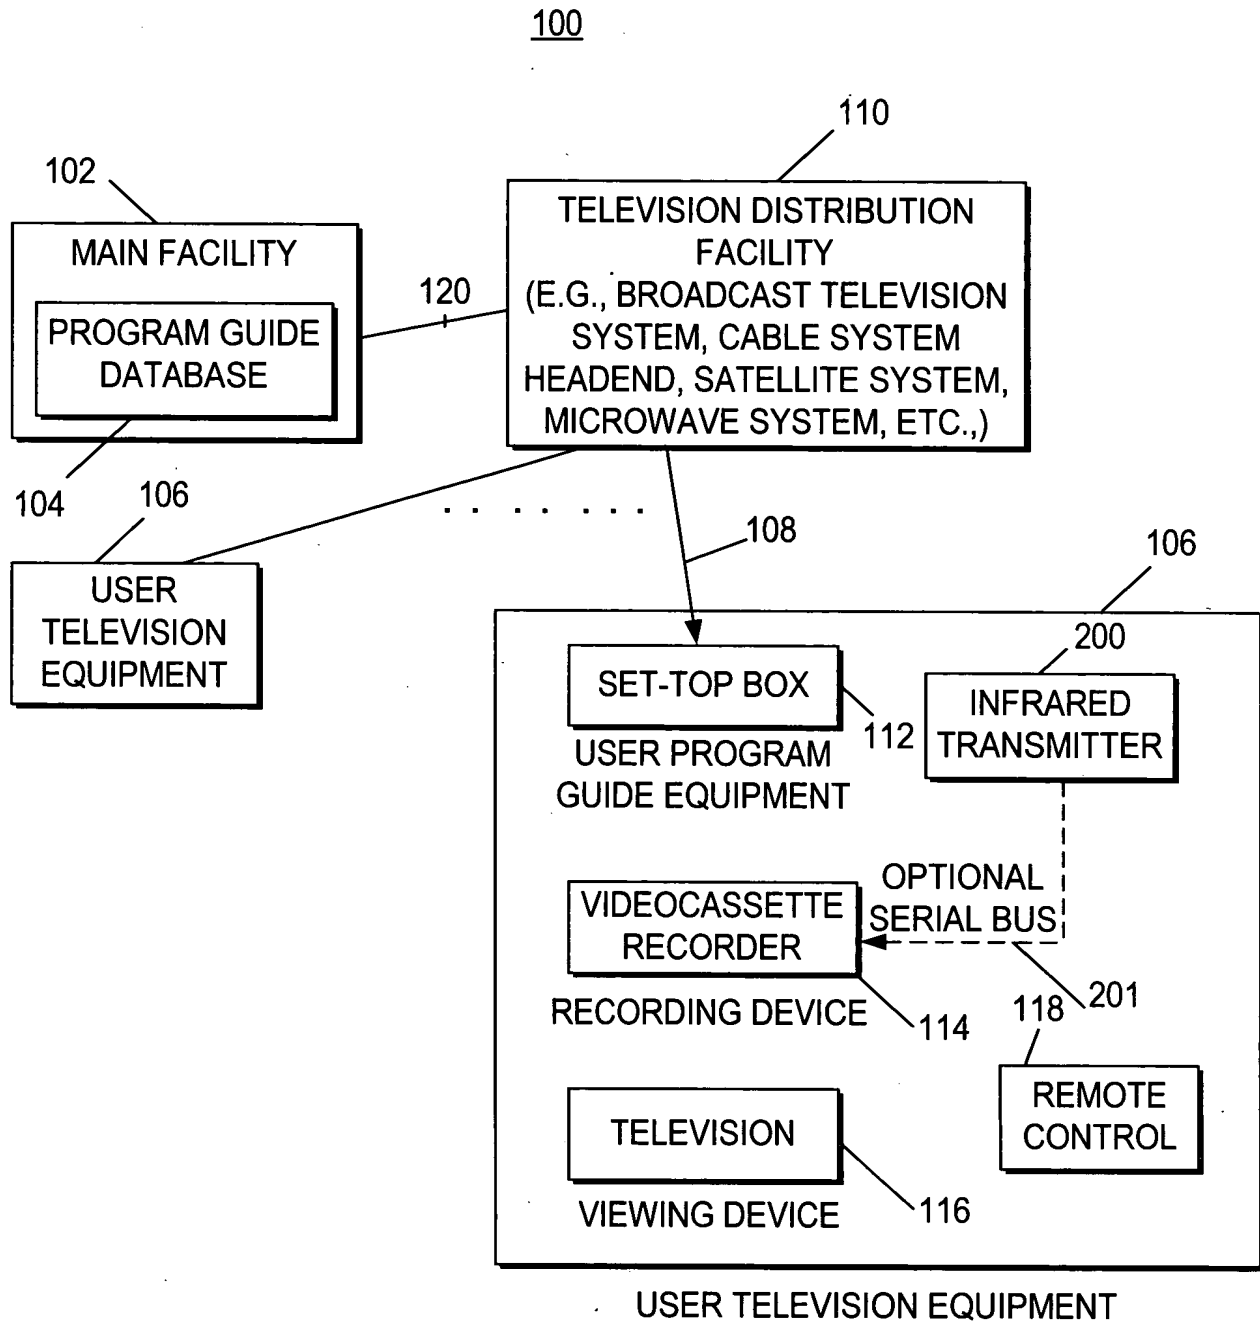 100
110
102
TELEVISION DISTRIBUTION
FACILITY
(E.G., BROADCAST TELEVISION
SYSTEM, CABLE SYSTEM
HEADEND, SATELLITE SYSTEM,
MICROWAVE SYSTEM, ETC.,)
MAIN FACILITY
120
PROGRAM GUIDE
DATABASE
104
106
108
106
USER
TELEVISION
EQUIPMENT
200
SET-TOP BOX
112
INFRARED
TRANSMITTER
USER PROGRAM
GUIDE EQUIPMENT
OPTIONAL
SERIAL BUS
VIDEOCASSETTE
RECORDER
201
RECORDING DEVICE
114
118
REMOTE
CONTROL
TELEVISION
116
VIEWING DEVICE
USER TELEVISION EQUIPMENT